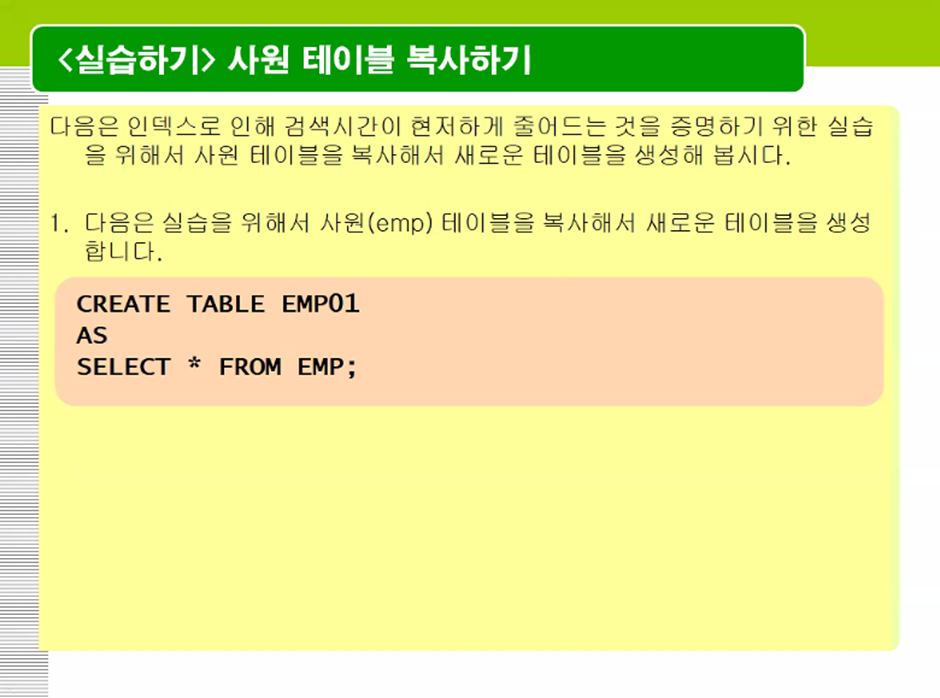 <실습하기> 사원 테이블 복사하기
다음은 인덱스로 인해 검색시간이 현저하게 줄어드는 것을 증명하기 위한 실습
을 위해서 사원 테이블을 복사해서 새로운 테이블을 생성해 봅시다.
1. 다음은 실습을 위해서 사원(emp) 테이블을 복사해서 새로운 테이블을 생성
합니다.
CREATE TABLE EMP01
AS
SELECT * FROM EMP;